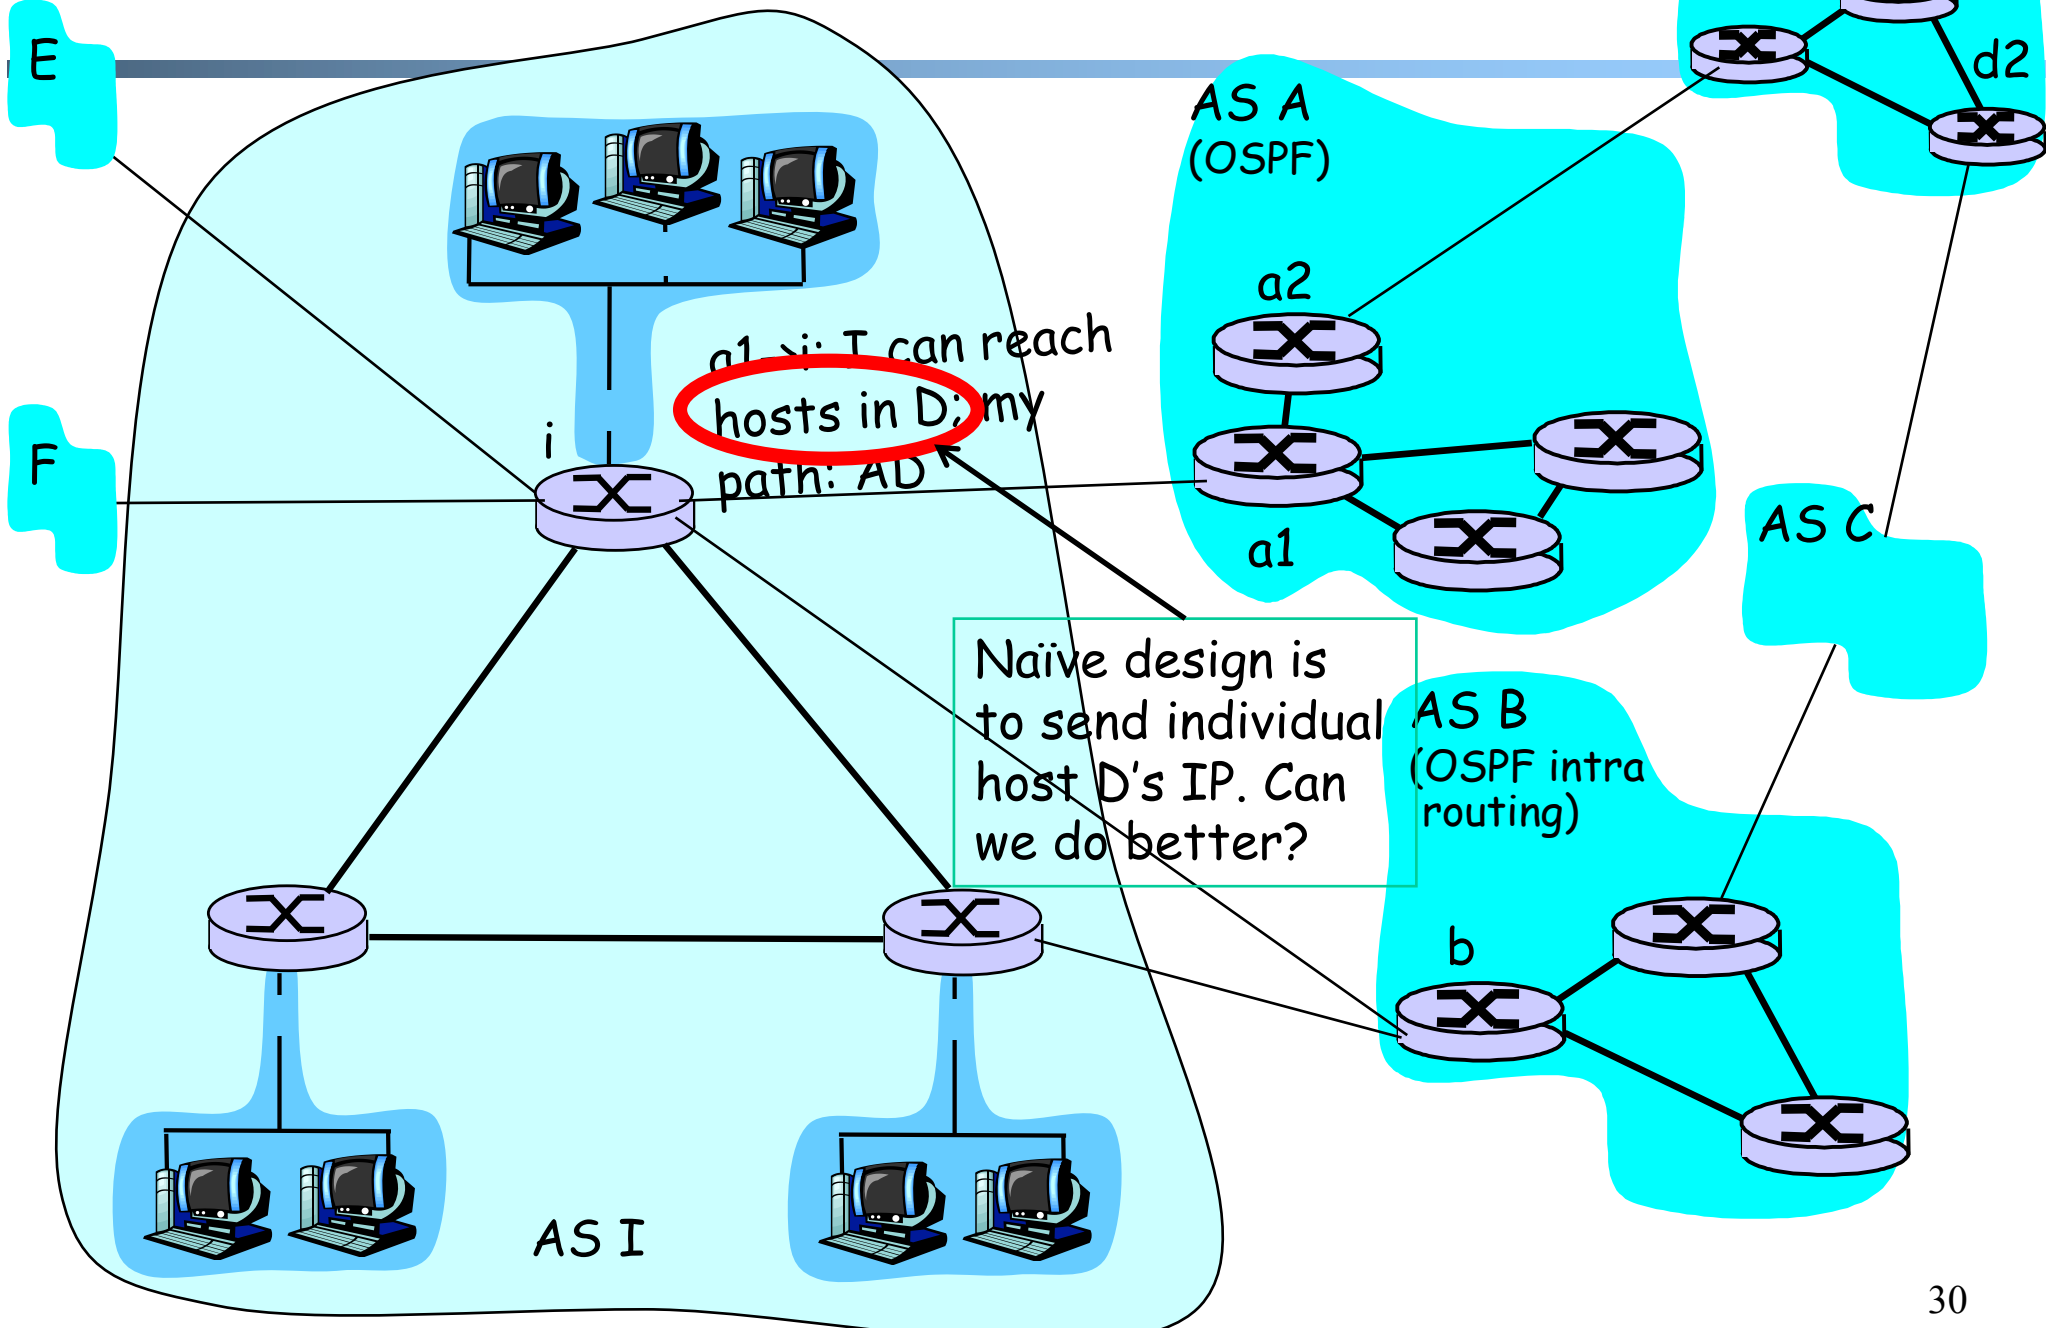 E
d2
AS A
(OSPF)
a2
a1->i: I can reach
hosts in D; my
path: AD
i
F
AS C
a1
Naïve design is
to send individual
host D's IP. Can
we do better?
AS B
(OSPF intra
routing)
b
AS I
30